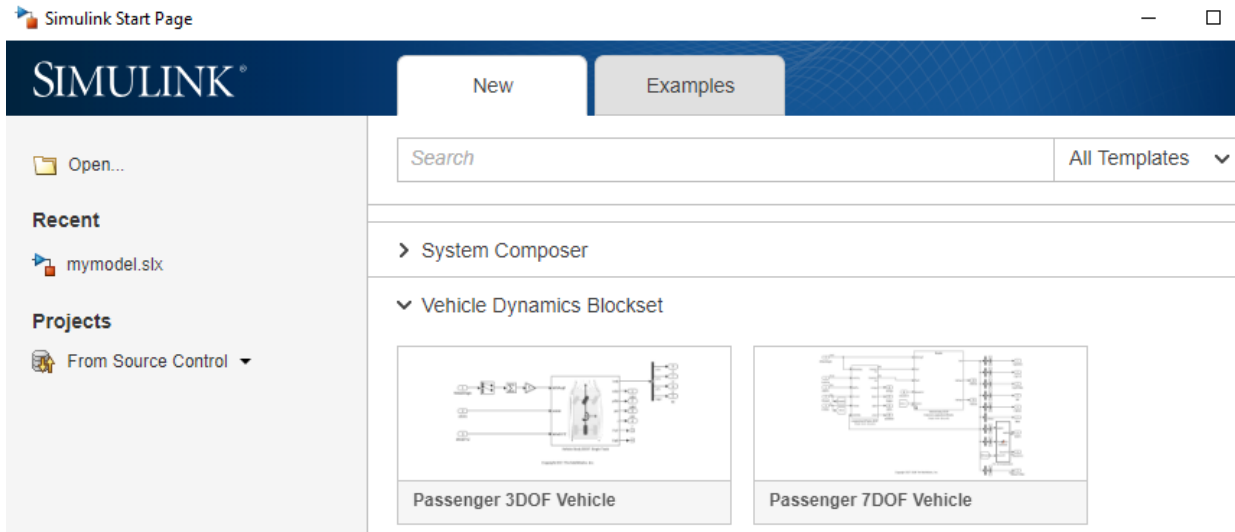 Simulink Start Page
SIMULINK®
New
Examples
Open...
Search
All Templates
Recent
mymodel.slx
System Composer
Vehicle Dynamics Blockset
Projects
From Source Control
Passenger 3DOF Vehicle
Passenger 7DOF Vehicle